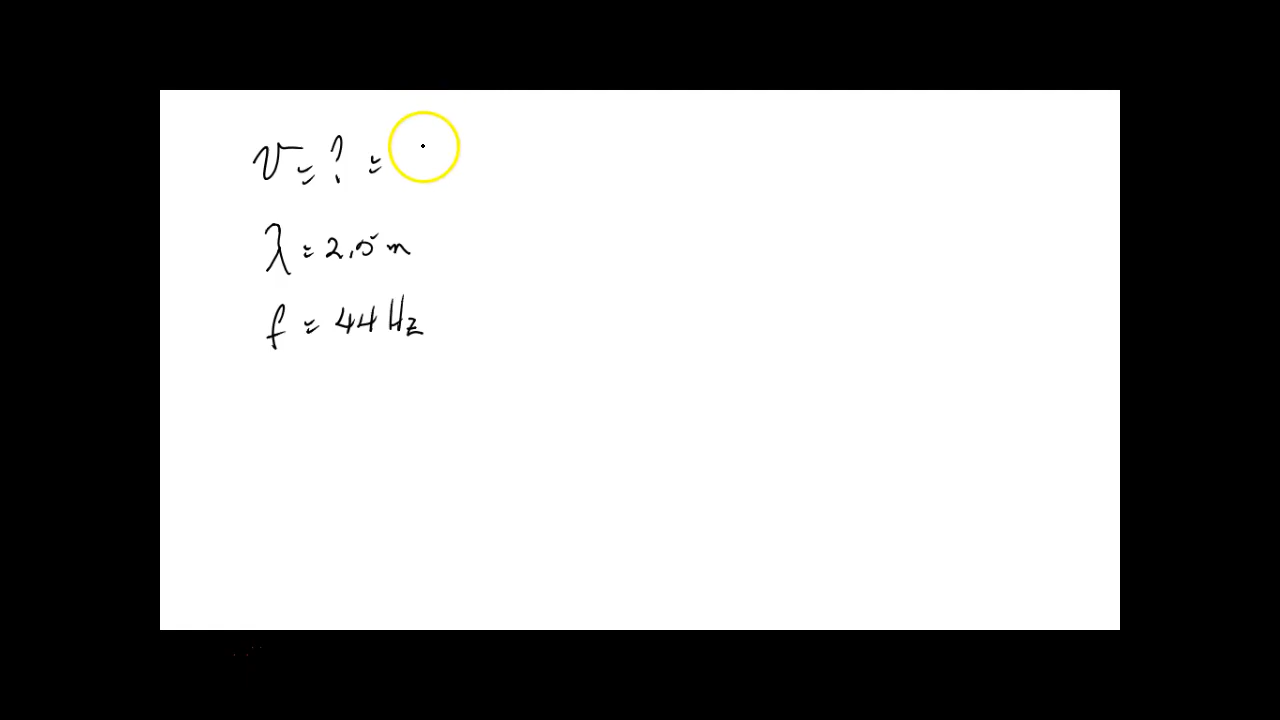 v = ? =
λ = 2,5 m
f = 44 Hz